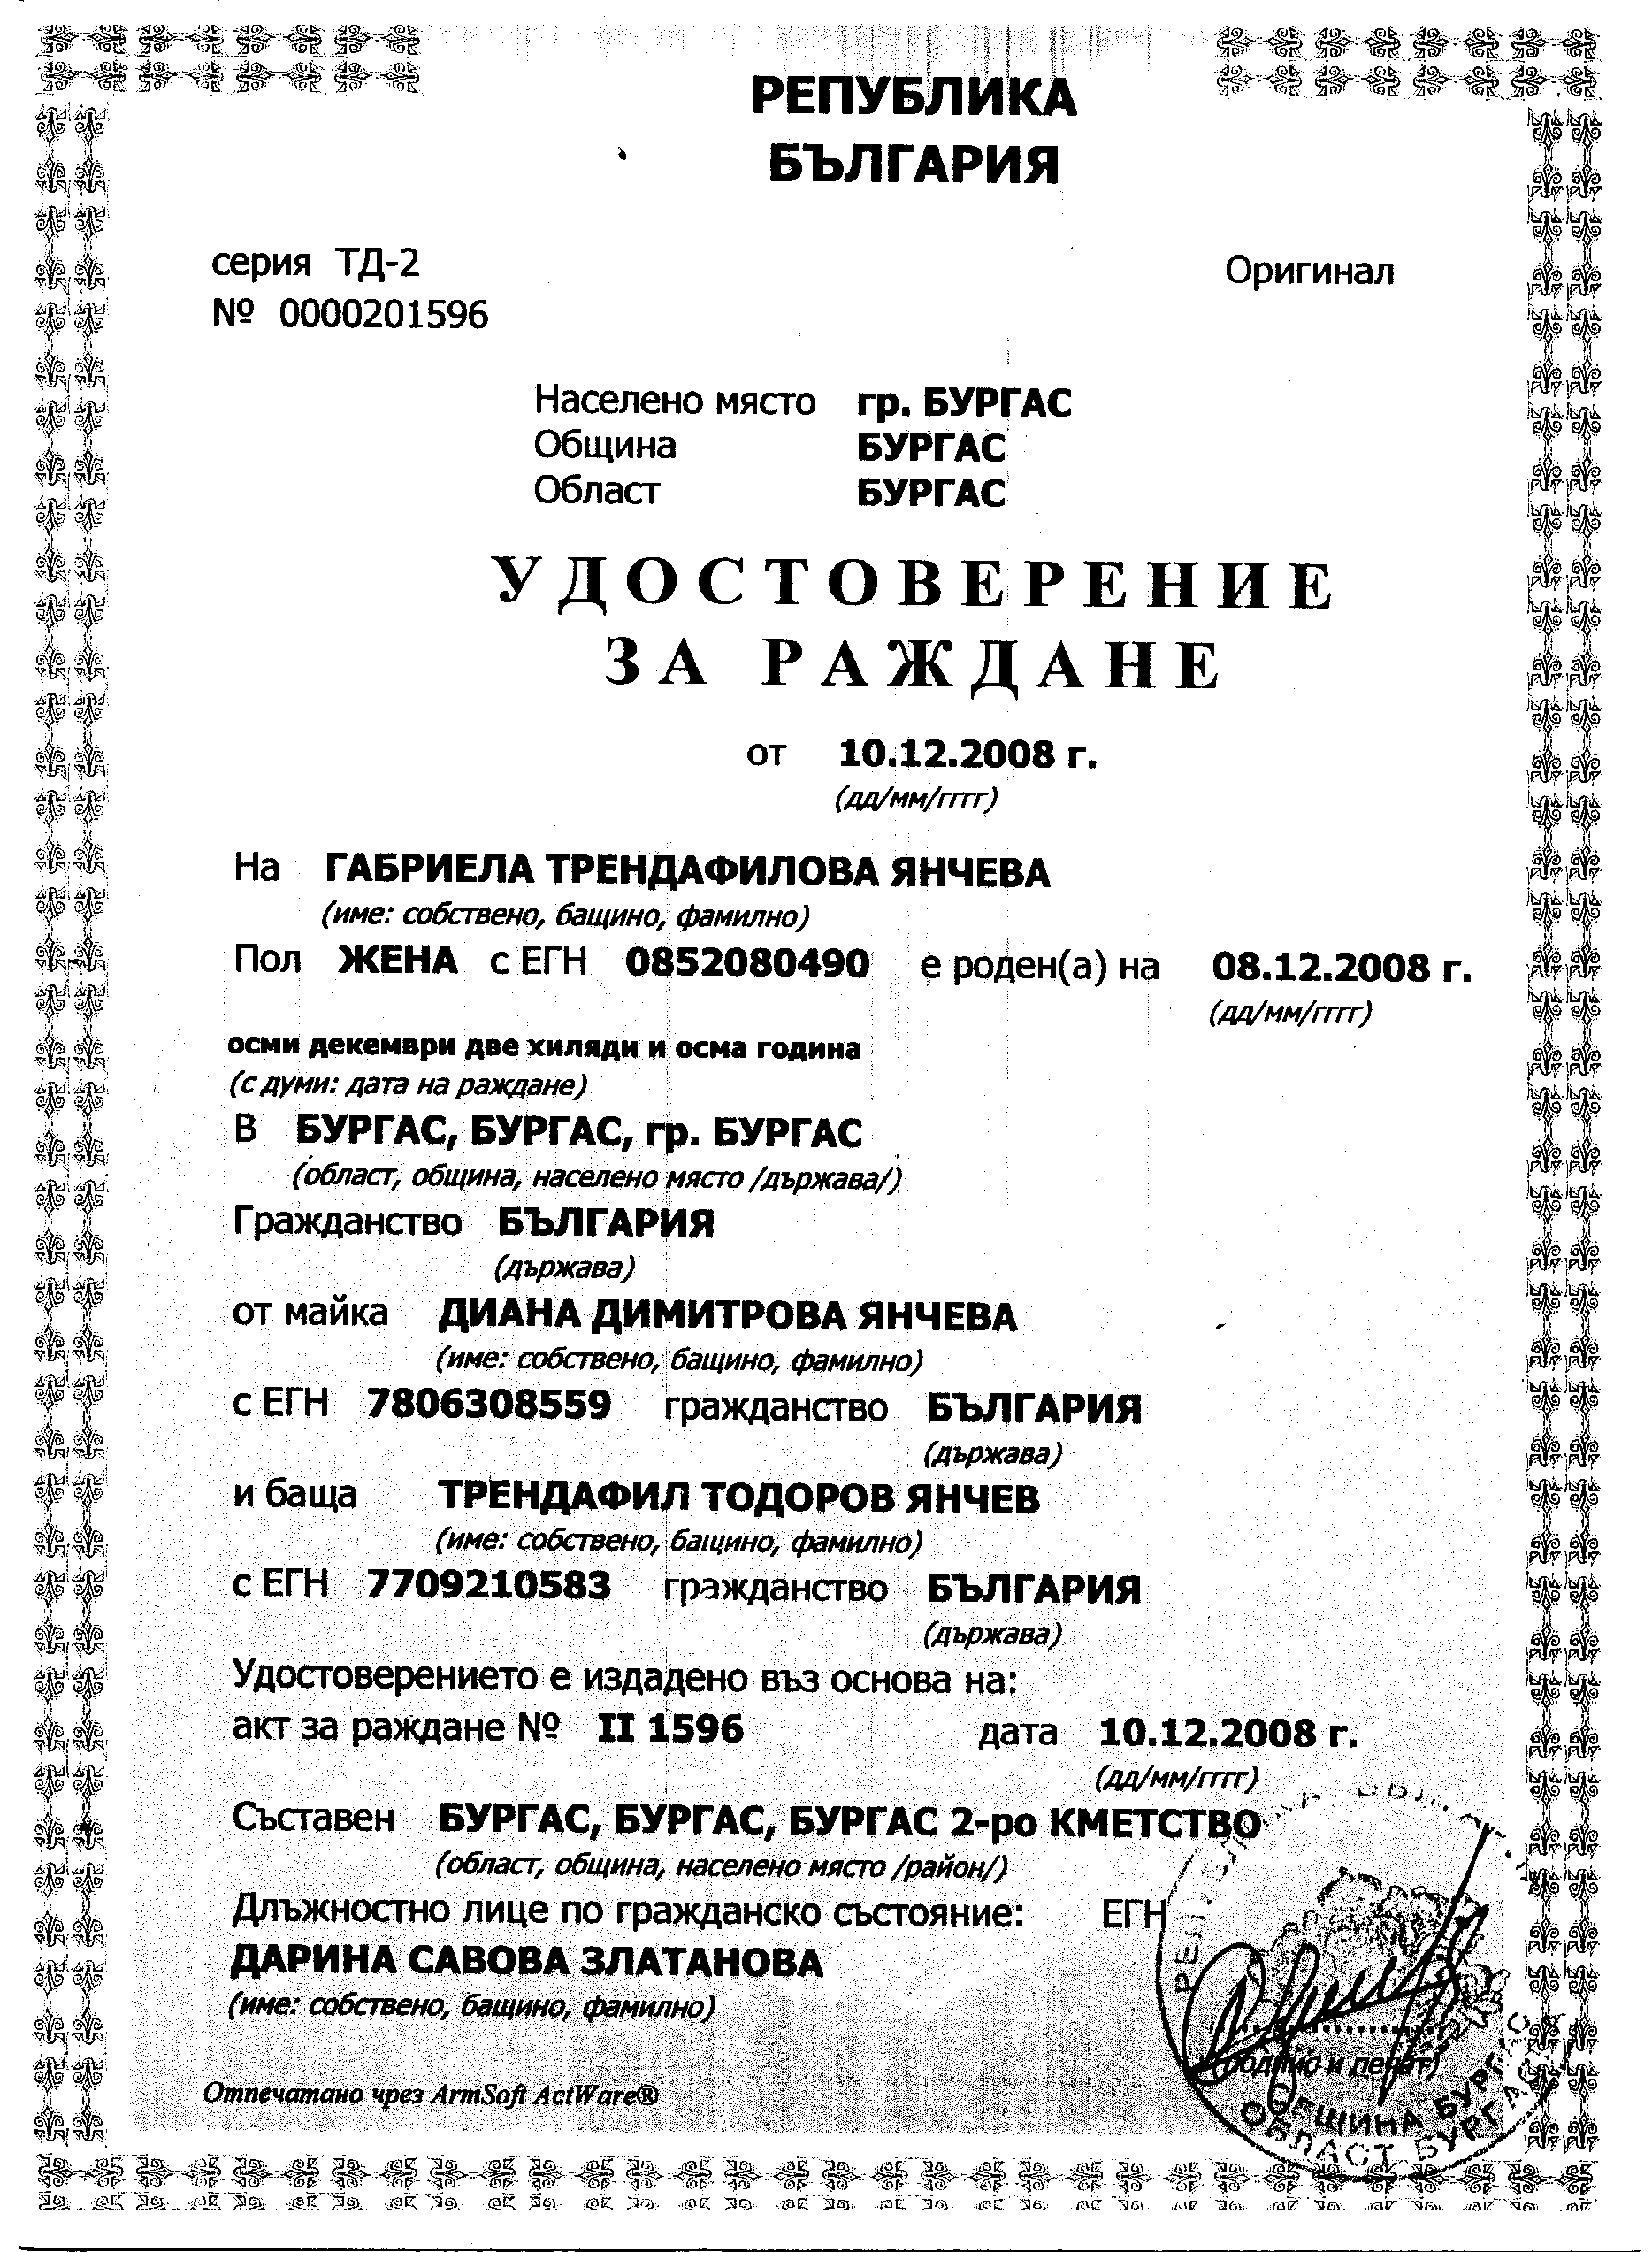 РЕПУБЛИКА
БЪЛГАРИЯ
серия ТД-2
Оригинал
№ 0000201596
Населено място гр. БУРГАС
Община БУРГАС
Област БУРГАС
УДОСТОВЕРЕНИЕ
ЗА РАЖДАНЕ
от 10.12.2008 г.
(дд/мм/гггг)
На ГАБРИЕЛА ТРЕНДАФИЛОВА ЯНЧЕВА
(име: собствено, бащино, фамилно)
Пол ЖЕНА с ЕГН 0852080490 е роден(а) на 08.12.2008 г.
(дд/мм/гггг)
осми декември две хиляди и осма година
(с думи: дата на раждане)
В БУРГАС, БУРГАС, гр. БУРГАС
(област, община, населено място /държава/)
Гражданство БЪЛГАРИЯ
(държава)
от майка ДИАНА ДИМИТРОВА ЯНЧЕВА
(име: собствено, бащино, фамилно)
с ЕГН 7806308559 гражданство БЪЛГАРИЯ
(държава)
и баща ТРЕНДАФИЛ ТОДОРОВ ЯНЧЕВ
(име: собствено, бащино, фамилно)
с ЕГН 7709210583 гражданство БЪЛГАРИЯ
(държава)
Удостоверението е издадено въз основа на:
акт за раждане № II 1596 дата 10.12.2008 г.
(дд/мм/гггг)
Съставен БУРГАС, БУРГАС, БУРГАС 2-ро КМЕТСТВО
(област, община, населено място /район/)
Длъжностно лице по гражданско състояние: ЕГН
ДАРИНА САВОВА ЗЛАТАНОВА
(име: собствено, бащино, фамилно)
(подпис и печат)
Отпечатано чрез ArmSoft ActWare®
ОБЩИНА БУРГАС
ОБЛАСТ БУРГАС